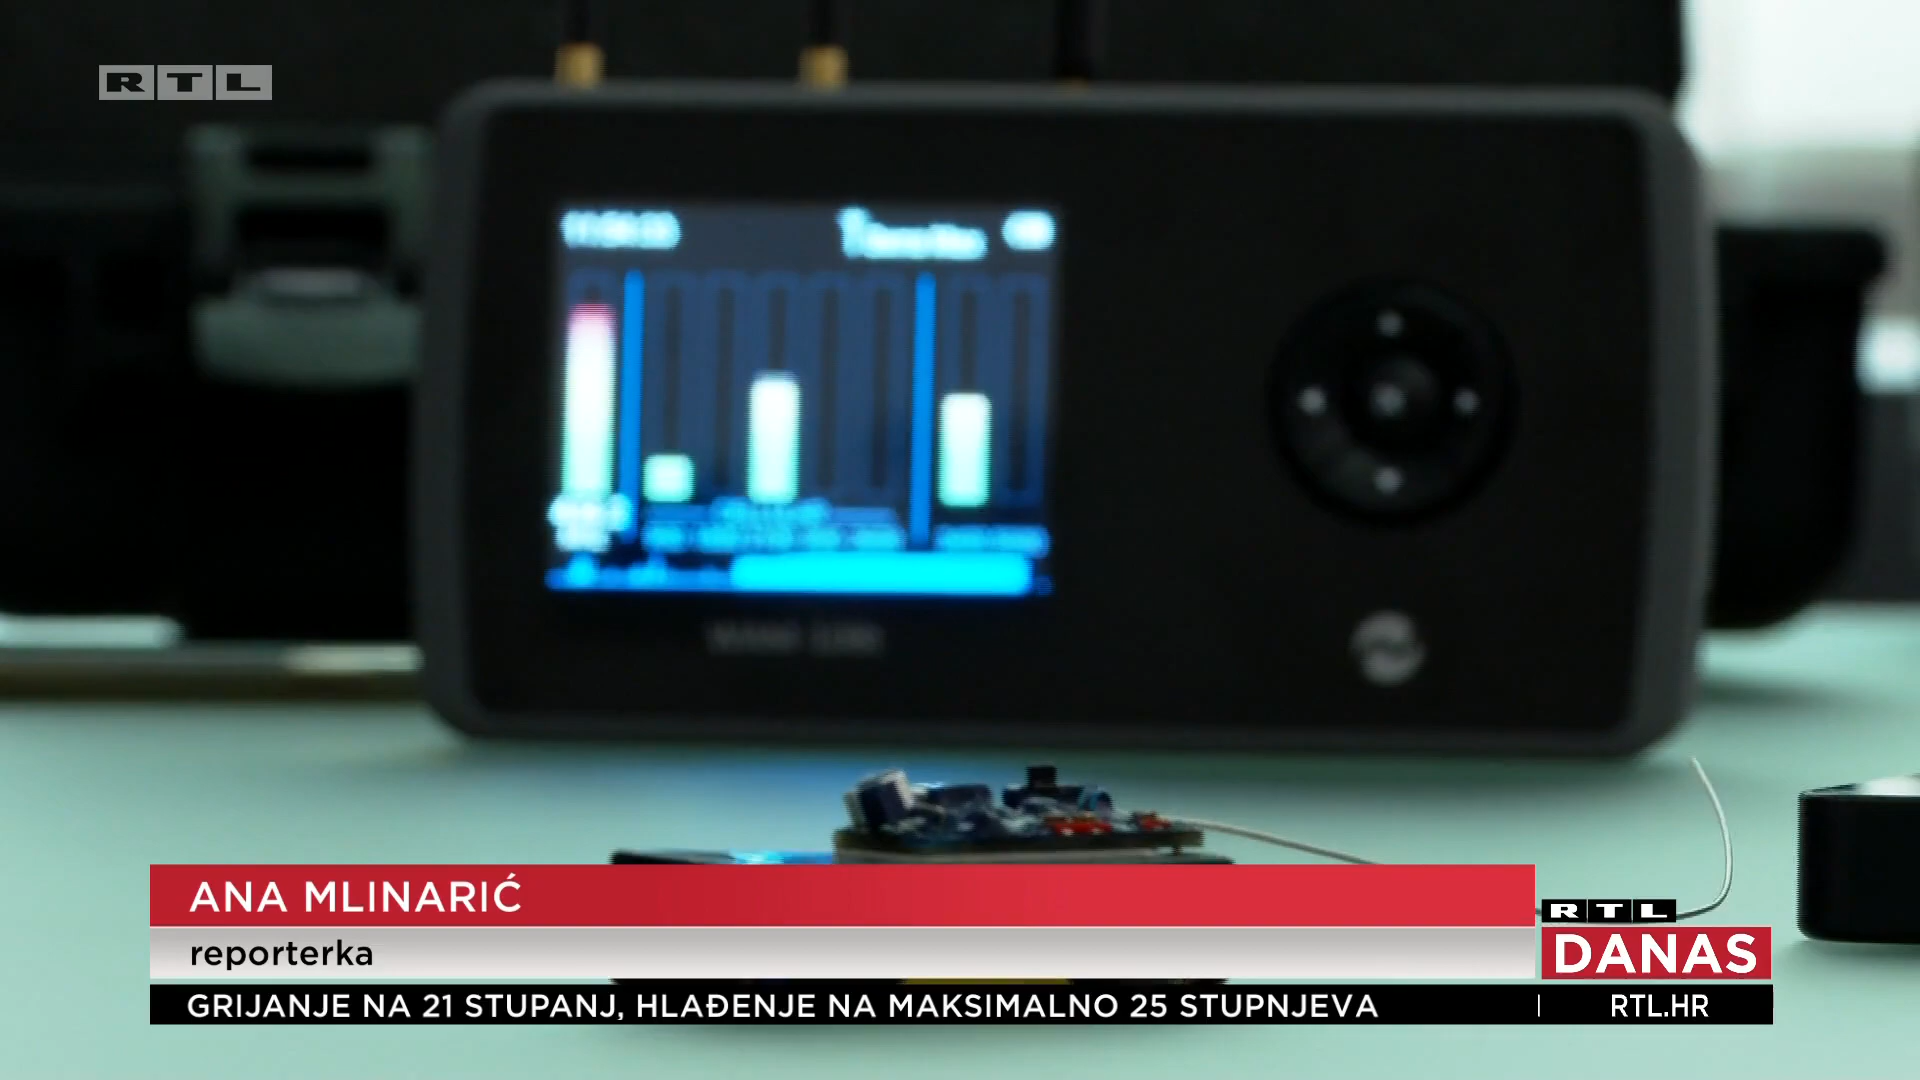 RTL
ANA MLINARIĆ
reporterka
RTL
DANAS
GRIJANJE NA 21 STUPANJ, HLAĐENJE NA MAKSIMALNO 25 STUPNJEVA
RTL.HR